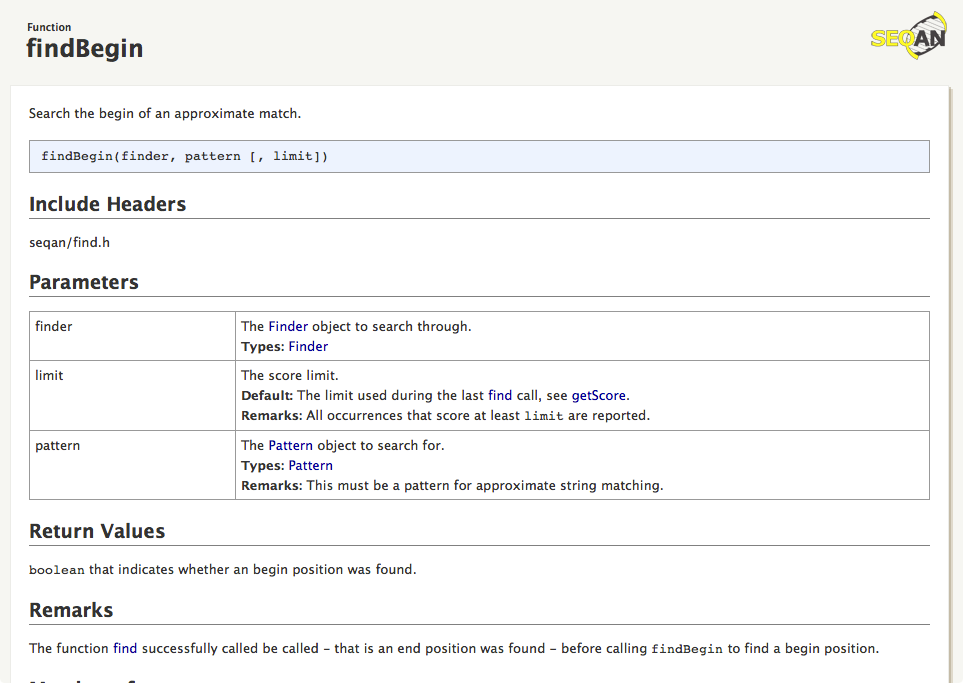 Function
findBegin
SEQAN
Search the begin of an approximate match.
findBegin(finder, pattern [, limit])
Include Headers
seqan/find.h
Parameters
finder
The Finder object to search through.
Types: Finder
limit
The score limit.
Default: The limit used during the last find call, see getScore.
Remarks: All occurrences that score at least limit are reported.
pattern
The Pattern object to search for.
Types: Pattern
Remarks: This must be a pattern for approximate string matching.
Return Values
boolean that indicates whether an begin position was found.
Remarks
The function find successfully called be called – that is an end position was found – before calling findBegin to find a begin position.